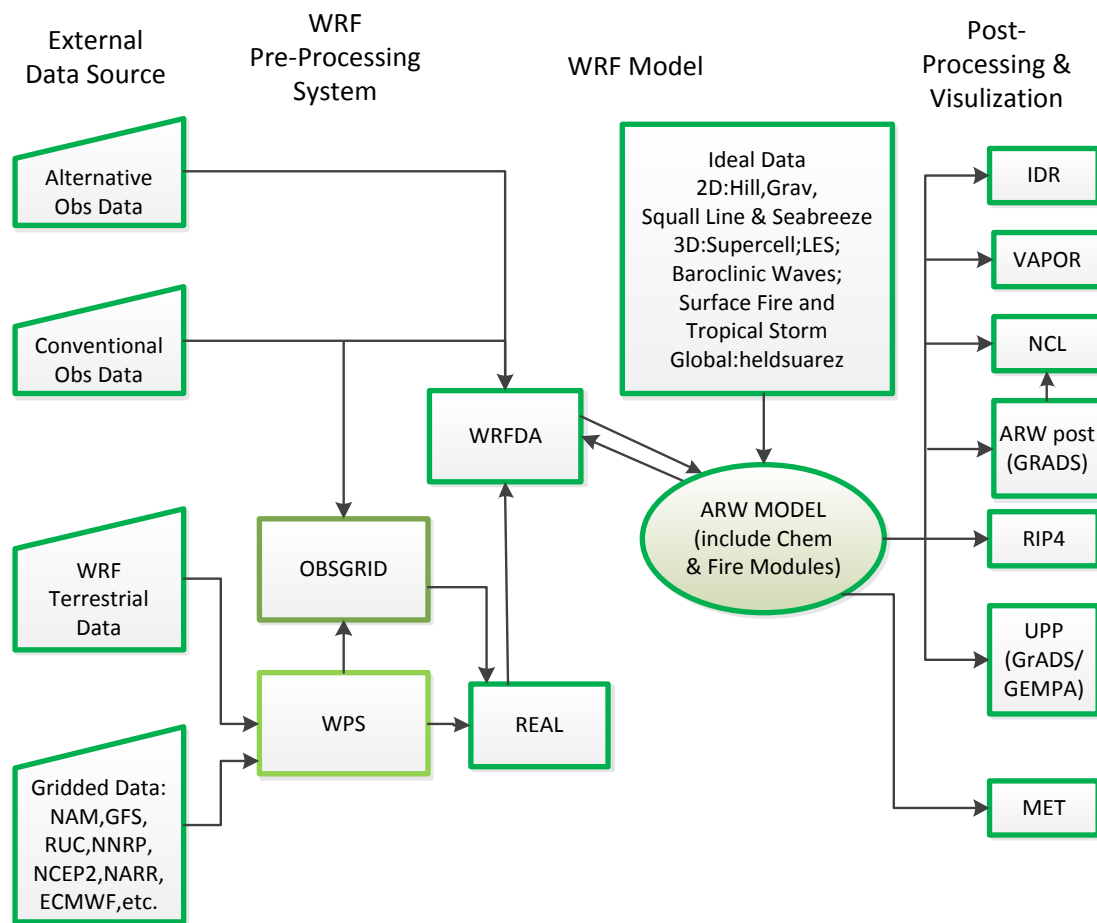 External
Data Source
WRF
Pre-Processing
System
WRF Model
Post-
Processing &
Visulization
Alternative
Obs Data
Conventional
Obs Data
WRF
Terrestrial
Data
Gridded Data:
NAM,GFS,
RUC,NNRP,
NCEP2,NARR,
ECMWF,etc.
OBSGRID
WPS
WRFDA
REAL
Ideal Data
2D:Hill,Grav,
Squall Line & Seabreeze
3D:Supercell;LES;
Baroclinic Waves;
Surface Fire and
Tropical Storm
Global:heldsuarez
ARW MODEL
(include Chem
& Fire Modules)
IDR
VAPOR
NCL
ARW post
(GRADS)
RIP4
UPP
(GrADS/
GEMPA)
MET